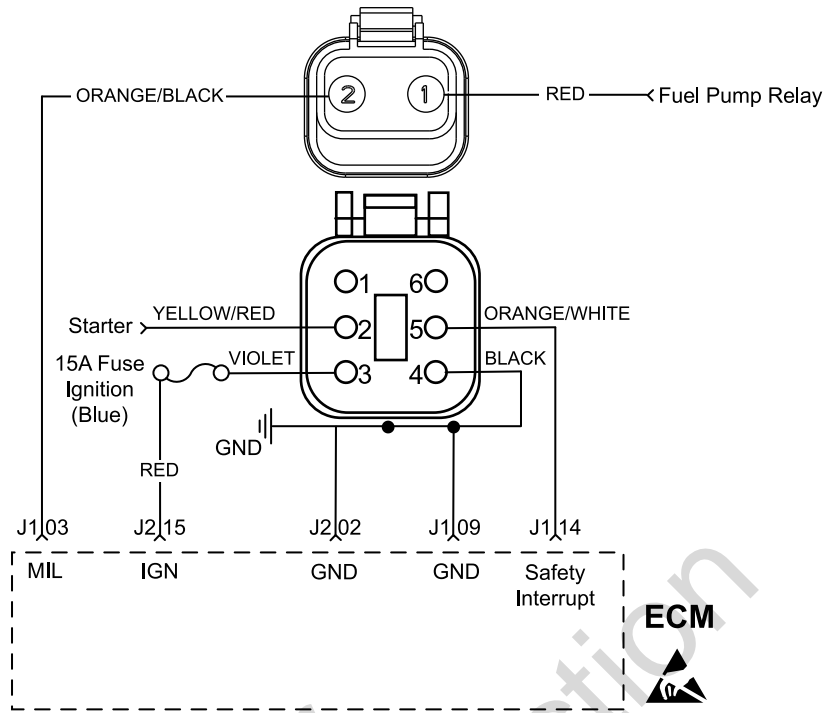 ORANGE/BLACK
2
1
RED
Fuel Pump Relay
1
6
Starter
YELLOW/RED
2
5
ORANGE/WHITE
15A Fuse
Ignition
(Blue)
VIOLET
3
4
BLACK
GND
RED
J1 03
J2 15
J2 02
J1 09
J1 14
MIL
IGN
GND
GND
Safety
Interrupt
ECM